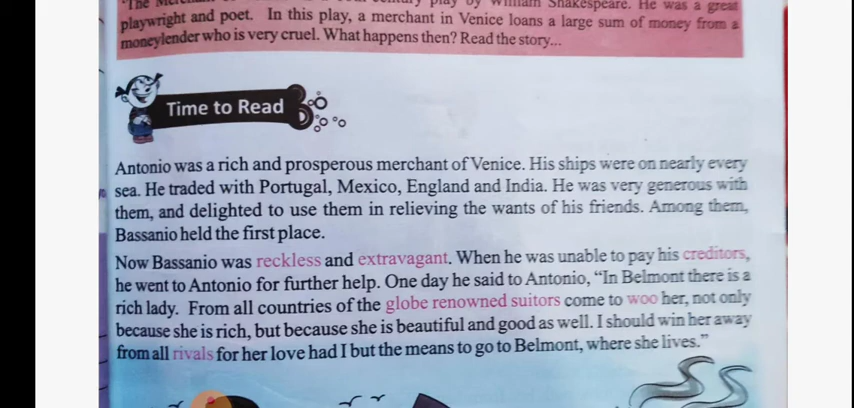 The Merchant play by William Shakespeare. He was a great
playwright and poet. In this play, a merchant in Venice loans a large sum of money from a
moneylender who is very cruel. What happens then? Read the story...
Time to Read
Antonio was a rich and prosperous merchant of Venice. His ships were on nearly every
sea. He traded with Portugal, Mexico, England and India. He was very generous with
them, and delighted to use them in relieving the wants of his friends. Among them,
Bassanio held the first place.
Now Bassanio was reckless and extravagant. When he was unable to pay his creditors,
he went to Antonio for further help. One day he said to Antonio, “In Belmont there is a
rich lady. From all countries of the globe renowned suitors come to woo her, not only
because she is rich, but because she is beautiful and good as well. I should win her away
from all rivals for her love had I but the means to go to Belmont, where she lives.”